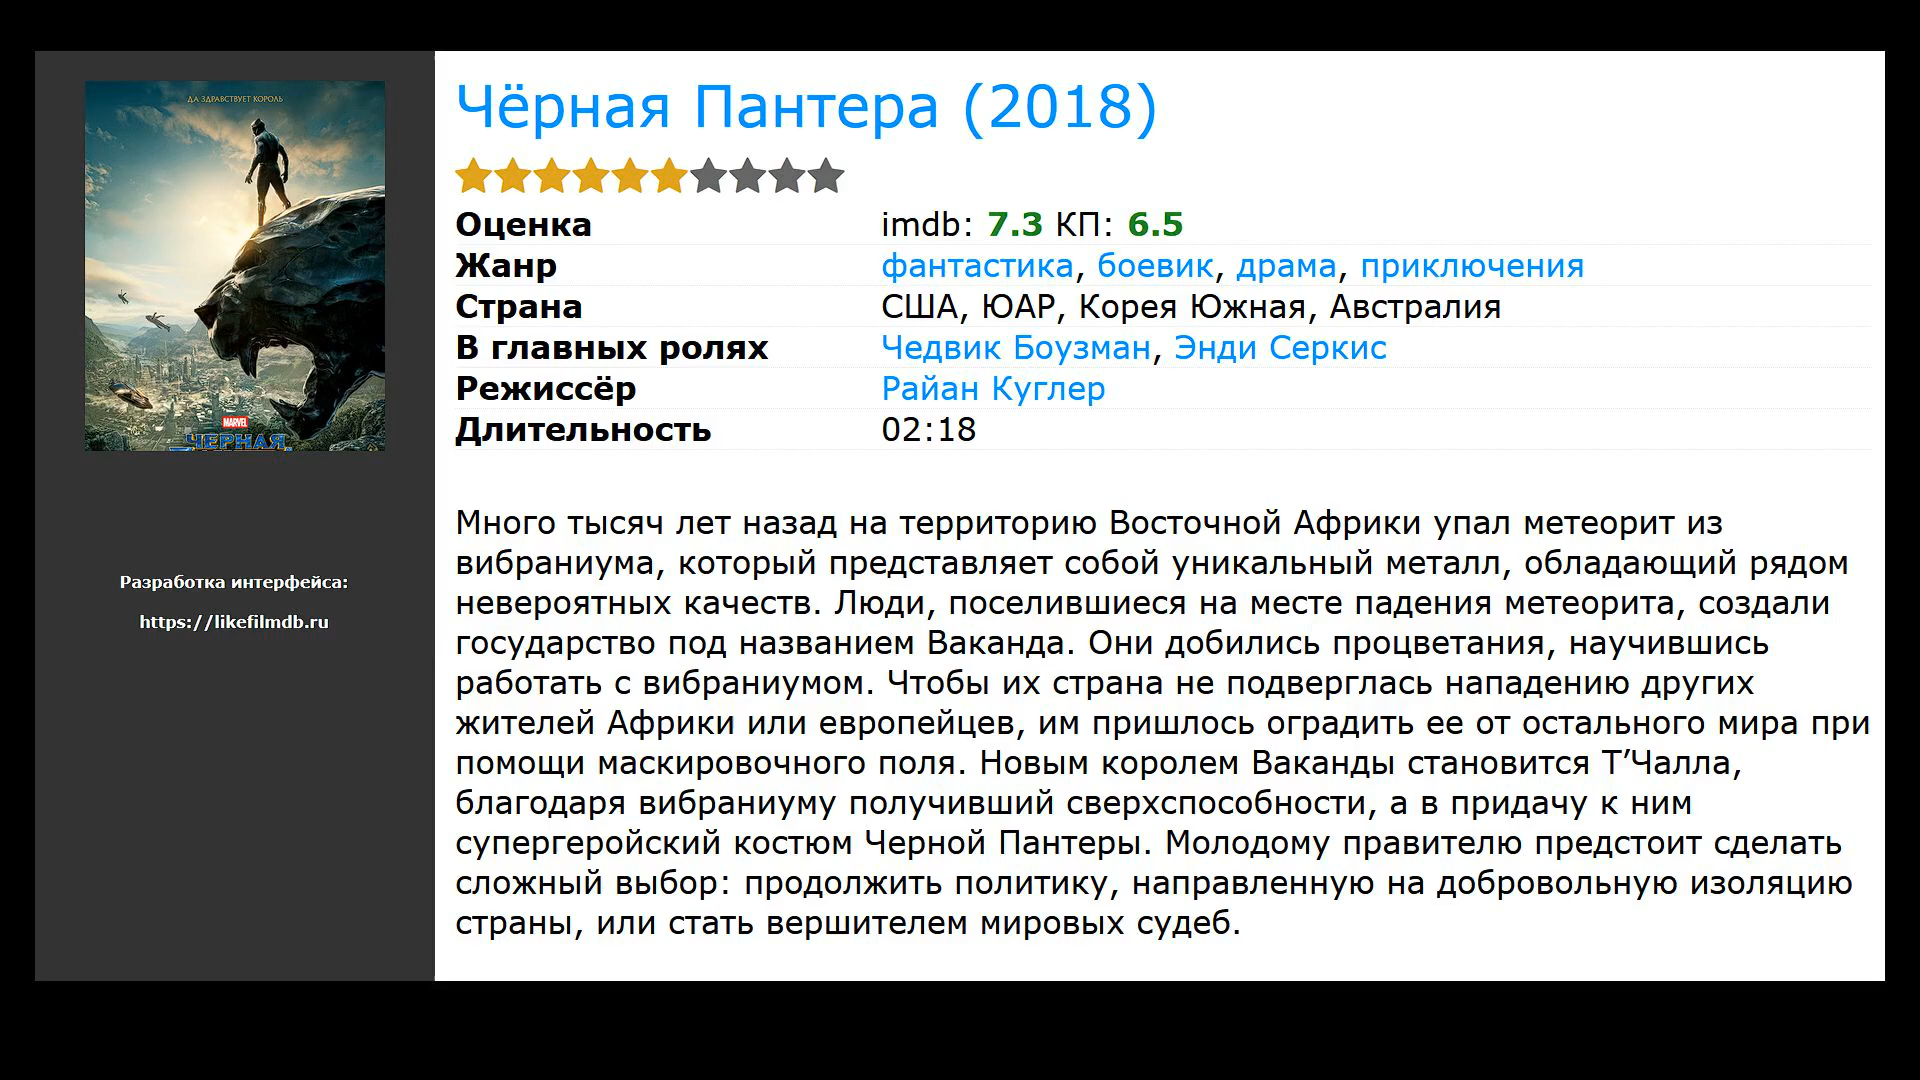 ДА ЗДРАВСТВУЕТ КОРОЛЬ
MARVEL
ЧЕРНАЯ
Разработка интерфейса:
https://likefilmdb.ru
Чёрная Пантера (2018)
Оценка imdb: 7.3 КП: 6.5
Жанр фантастика, боевик, драма, приключения
Страна США, ЮАР, Корея Южная, Австралия
В главных ролях Чедвик Боузман, Энди Серкис
Режиссёр Райан Куглер
Длительность 02:18
Много тысяч лет назад на территорию Восточной Африки упал метеорит из
вибраниума, который представляет собой уникальный металл, обладающий рядом
невероятных качеств. Люди, поселившиеся на месте падения метеорита, создали
государство под названием Ваканда. Они добились процветания, научившись
работать с вибраниумом. Чтобы их страна не подверглась нападению других
жителей Африки или европейцев, им пришлось оградить ее от остального мира при
помощи маскировочного поля. Новым королем Ваканды становится Т’Чалла,
благодаря вибраниуму получивший сверхспособности, а в придачу к ним
супергеройский костюм Черной Пантеры. Молодому правителю предстоит сделать
сложный выбор: продолжить политику, направленную на добровольную изоляцию
страны, или стать вершителем мировых судеб.